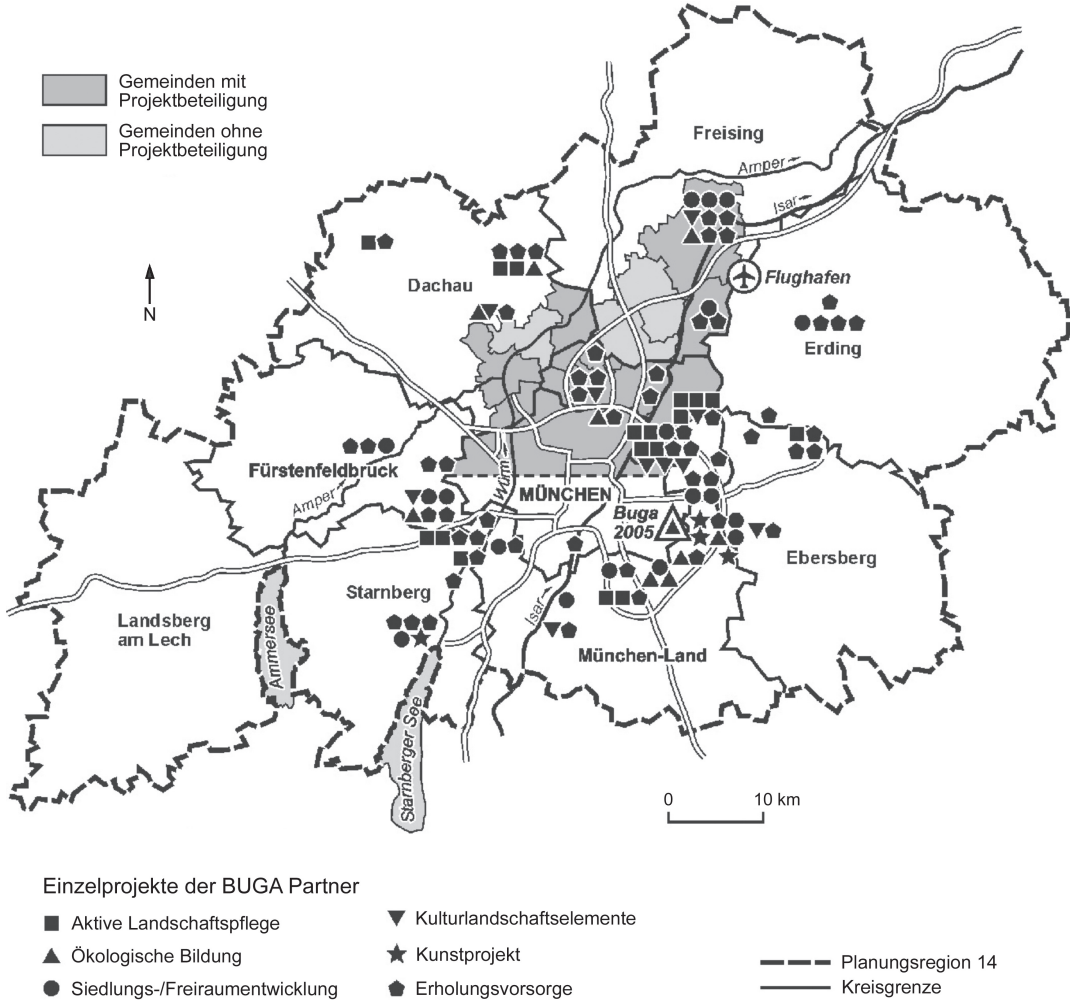 Gemeinden mit
Projektbeteiligung
Gemeinden ohne
Projektbeteiligung
Freising
Amper
Isar
Flughafen
Dachau
N
Erding
Fürstenfeldbruck
Amper
Würm
MÜNCHEN
Buga
2005
Ebersberg
Starnberg
Landsberg
am Lech
Ammersee
Isar
München-Land
Starnberger See
0 10 km
Einzelprojekte der BUGA Partner
Aktive Landschaftspflege
Ökologische Bildung
Siedlungs-/Freiraumentwicklung
Kulturlandschaftselemente
Kunstprojekt
Erholungsvorsorge
Planungsregion 14
Kreisgrenze